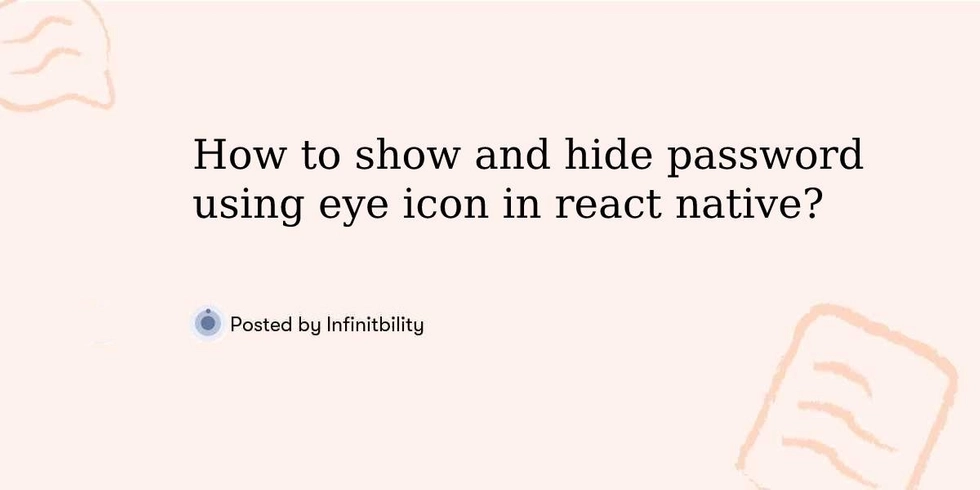 How to show and hide password
using eye icon in react native?
Posted by Infinitbility